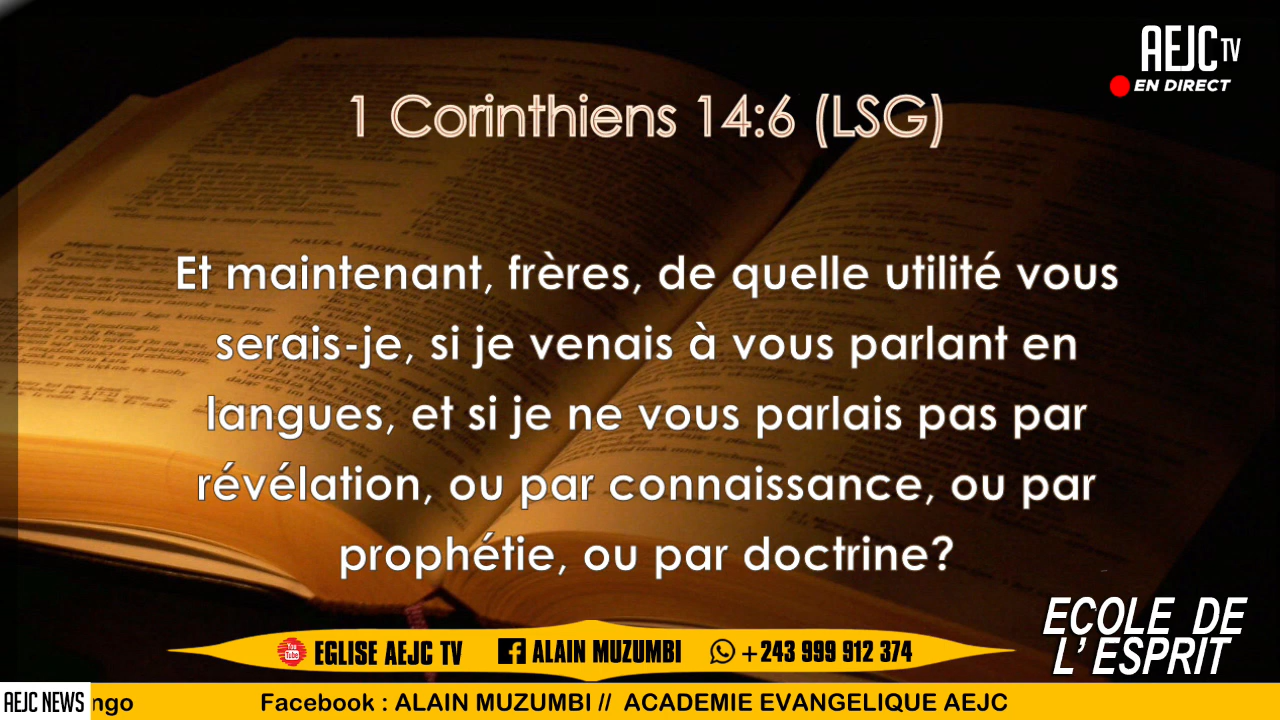 AEJC TV
EN DIRECT
1 Corinthiens 14:6 (LSG)
Et maintenant, frères, de quelle utilité vous
serais-je, si je venais à vous parlant en
langues, et si je ne vous parlais pas par
révélation, ou par connaissance, ou par
prophétie, ou par doctrine?
ECOLE DE
L'ESPRIT
You Tube EGLISE AEJC TV ALAIN MUZUMBI +243 999 912 374
AEJC NEWS ngo Facebook : ALAIN MUZUMBI // ACADEMIE EVANGELIQUE AEJC